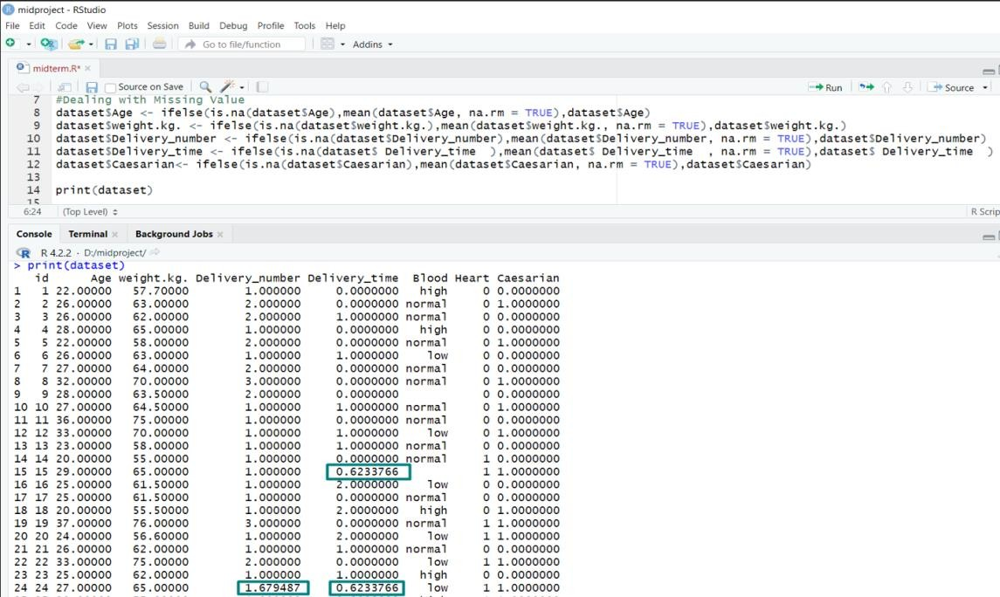 midproject - RStudio
File Edit Code View Plots Session Build Debug Profile Tools Help
Go to file/function Addins
midterm.R*
Source on Save Run Source
7 #Dealing with Missing Value
8 dataset$Age <- ifelse(is.na(dataset$Age),mean(dataset$Age, na.rm = TRUE),dataset$Age)
9 dataset$weight.kg. <- ifelse(is.na(dataset$weight.kg.),mean(dataset$weight.kg., na.rm = TRUE),dataset$weight.kg.)
10 dataset$Delivery_number <- ifelse(is.na(dataset$Delivery_number),mean(dataset$Delivery_number, na.rm = TRUE),dataset$Delivery_number)
11 dataset$Delivery_time <- ifelse(is.na(dataset$ Delivery_time ),mean(dataset$ Delivery_time , na.rm = TRUE),dataset$ Delivery_time )
12 dataset$Caesarian<- ifelse(is.na(dataset$Caesarian),mean(dataset$Caesarian, na.rm = TRUE),dataset$Caesarian)
13
14 print(dataset)
15
6:24 (Top Level) R Scrip
Console Terminal Background Jobs
R 4.2.2 · D:/midproject/
> print(dataset)
id Age weight.kg. Delivery_number Delivery_time Blood Heart Caesarian
1 1 22.00000 57.70000 1.000000 0.0000000 high 0 0.0000000
2 2 26.00000 63.00000 2.000000 0.0000000 normal 0 1.0000000
3 3 26.00000 62.00000 2.000000 1.0000000 normal 0 0.0000000
4 4 28.00000 65.00000 1.000000 0.0000000 high 0 0.0000000
5 5 22.00000 58.00000 2.000000 0.0000000 normal 0 1.0000000
6 6 26.00000 63.00000 1.000000 1.0000000 low 0 0.0000000
7 7 27.00000 64.00000 2.000000 0.0000000 normal 0 0.0000000
8 8 32.00000 70.00000 3.000000 0.0000000 normal 0 1.0000000
9 9 28.00000 63.50000 2.000000 0.0000000 0 0.0000000
10 10 27.00000 64.50000 1.000000 1.0000000 normal 0 1.0000000
11 11 36.00000 75.00000 1.000000 0.0000000 normal 0 1.0000000
12 12 33.00000 70.00000 1.000000 1.0000000 low 0 1.0000000
13 13 23.00000 58.00000 1.000000 1.0000000 normal 0 0.0000000
14 14 20.00000 55.00000 1.000000 0.0000000 normal 1 0.0000000
15 15 29.00000 65.00000 1.000000 0.6233766 1 1.0000000
16 16 25.00000 61.50000 1.000000 2.0000000 low 0 0.0000000
17 17 25.00000 61.50000 1.000000 0.0000000 normal 0 0.0000000
18 18 20.00000 55.50000 1.000000 2.0000000 high 0 1.0000000
19 19 37.00000 76.00000 3.000000 0.0000000 normal 1 1.0000000
20 20 24.00000 56.60000 1.000000 2.0000000 low 1 1.0000000
21 21 26.00000 62.00000 1.000000 1.0000000 normal 0 0.0000000
22 22 33.00000 75.00000 2.000000 0.0000000 low 1 1.0000000
23 23 25.00000 62.00000 1.000000 1.0000000 high 0 0.0000000
24 24 27.00000 65.00000 1.679487 0.6233766 low 1 1.0000000